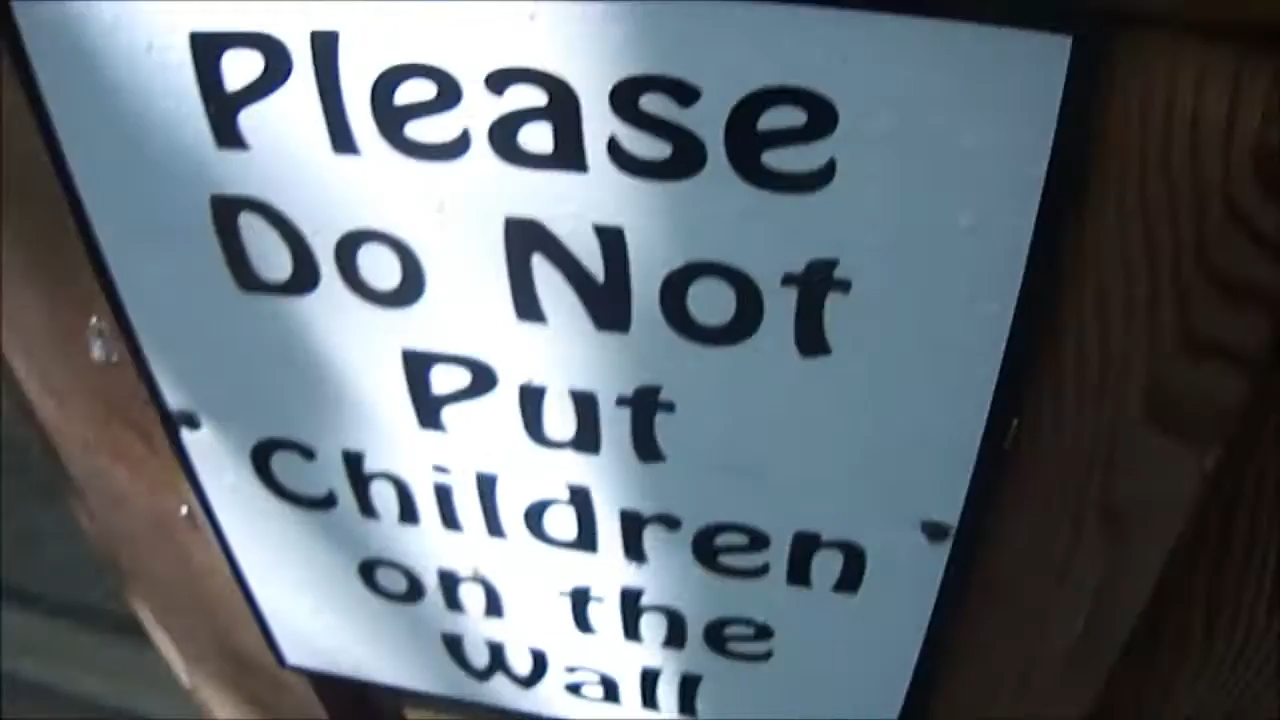 Please
Do Not
Put
Children
on the
Wall